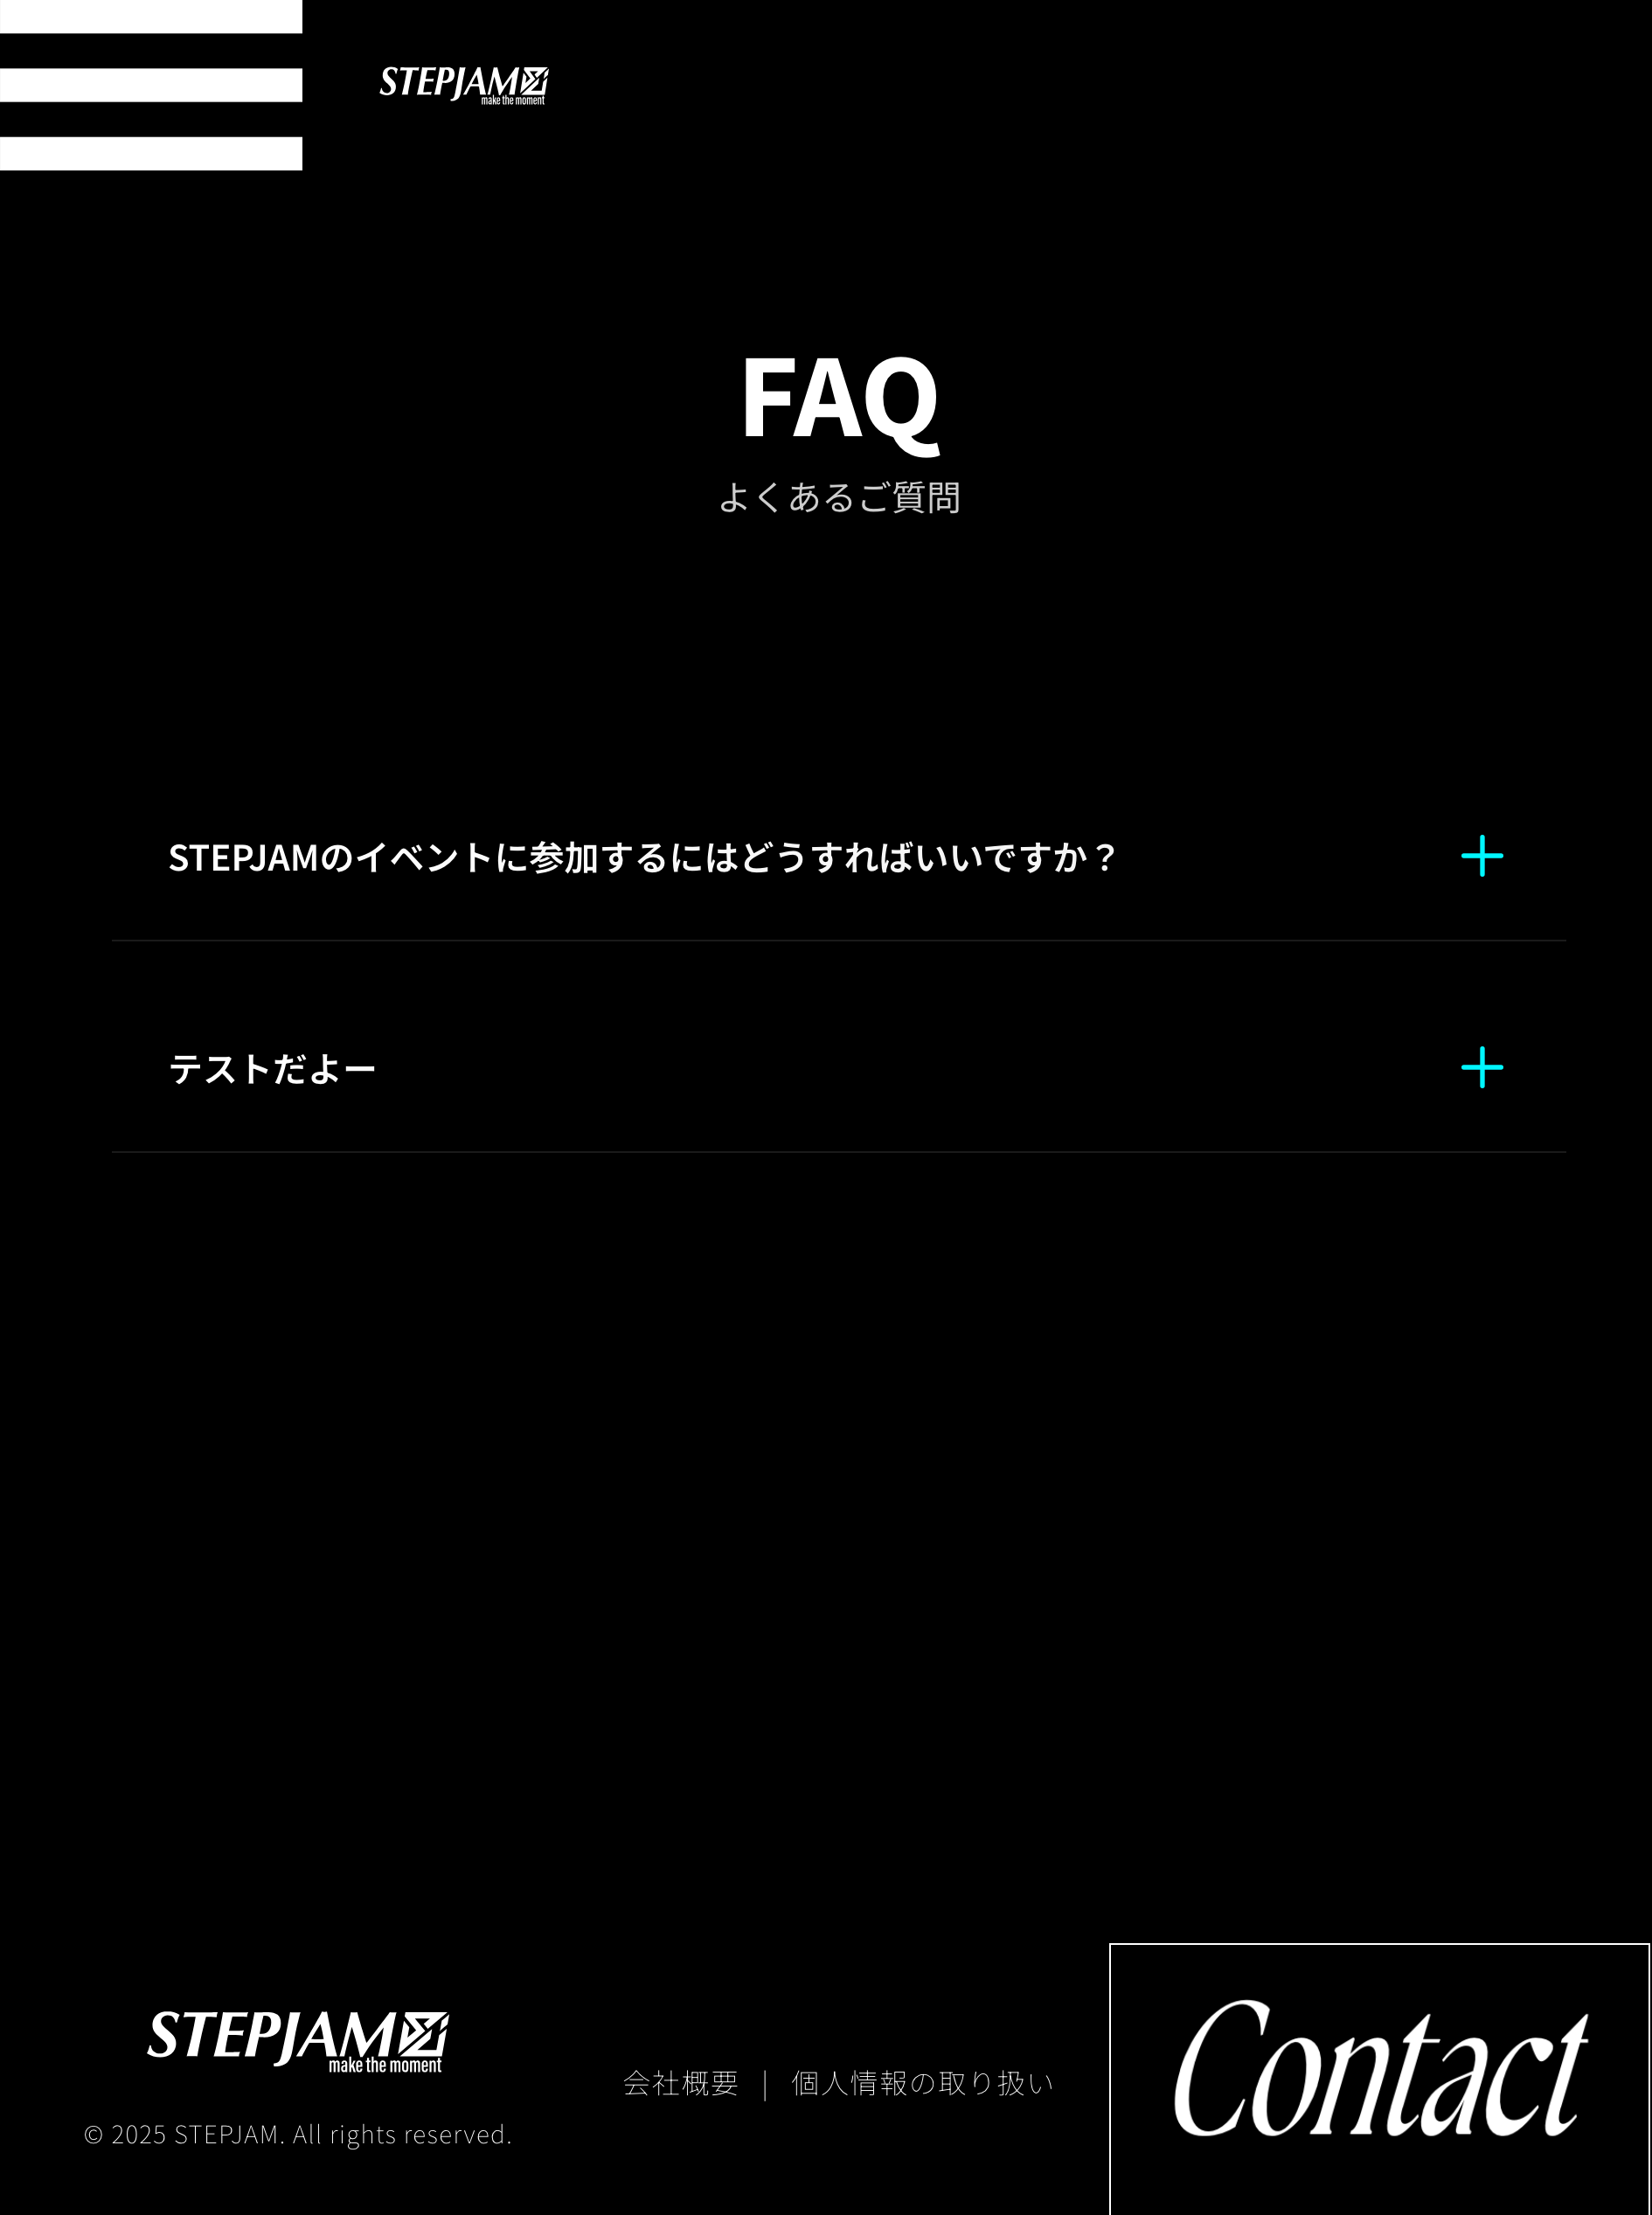 STEPJAM
make the moment
FAQ
よくあるご質問
STEPJAMのイベントに参加するにはどうすればいいですか？
テストだよー
STEPJAM
make the moment
© 2025 STEPJAM. All rights reserved.
会社概要 | 個人情報の取り扱い
Contact